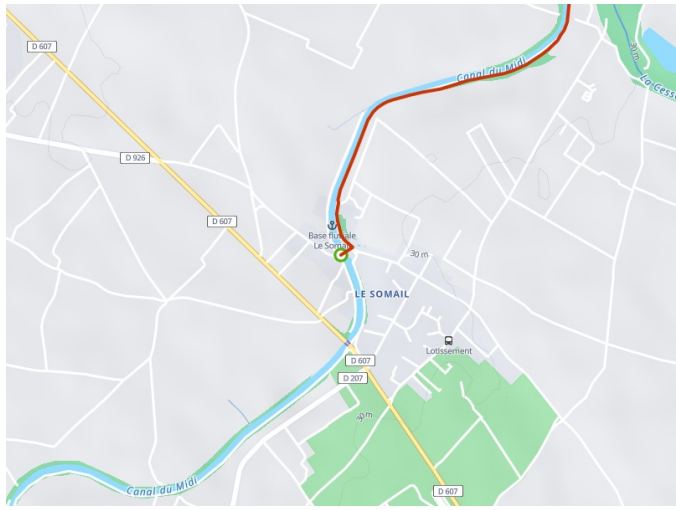 D 607
Canal du Midi
30 m
La Cesse
D 926
D 607
Base fluviale
Le Somail
30 m
LE SOMAIL
Lotissement
D 607
D 207
30 m
Canal du Midi
D 607